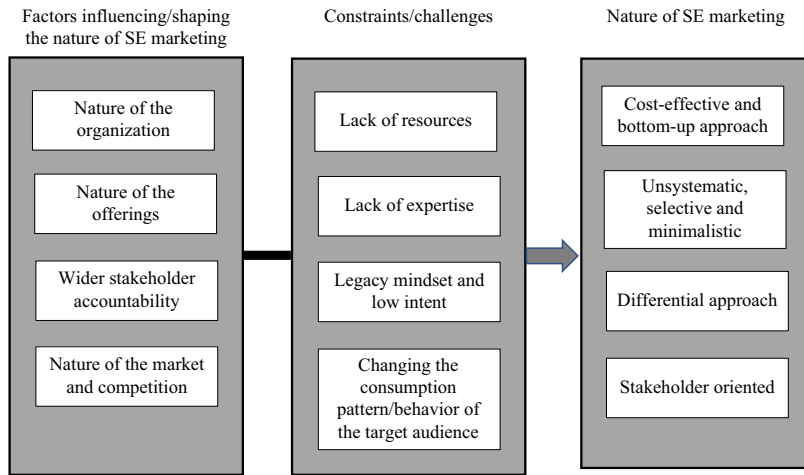 Factors influencing/shaping
the nature of SE marketing
Nature of the
organization
Nature of the
offerings
Wider stakeholder
accountability
Nature of the market
and competition
Constraints/challenges
Lack of resources
Lack of expertise
Legacy mindset and
low intent
Changing the
consumption
pattern/behavior of
the target audience
Nature of SE marketing
Cost-effective and
bottom-up approach
Unsystematic,
selective and
minimalistic
Differential approach
Stakeholder oriented